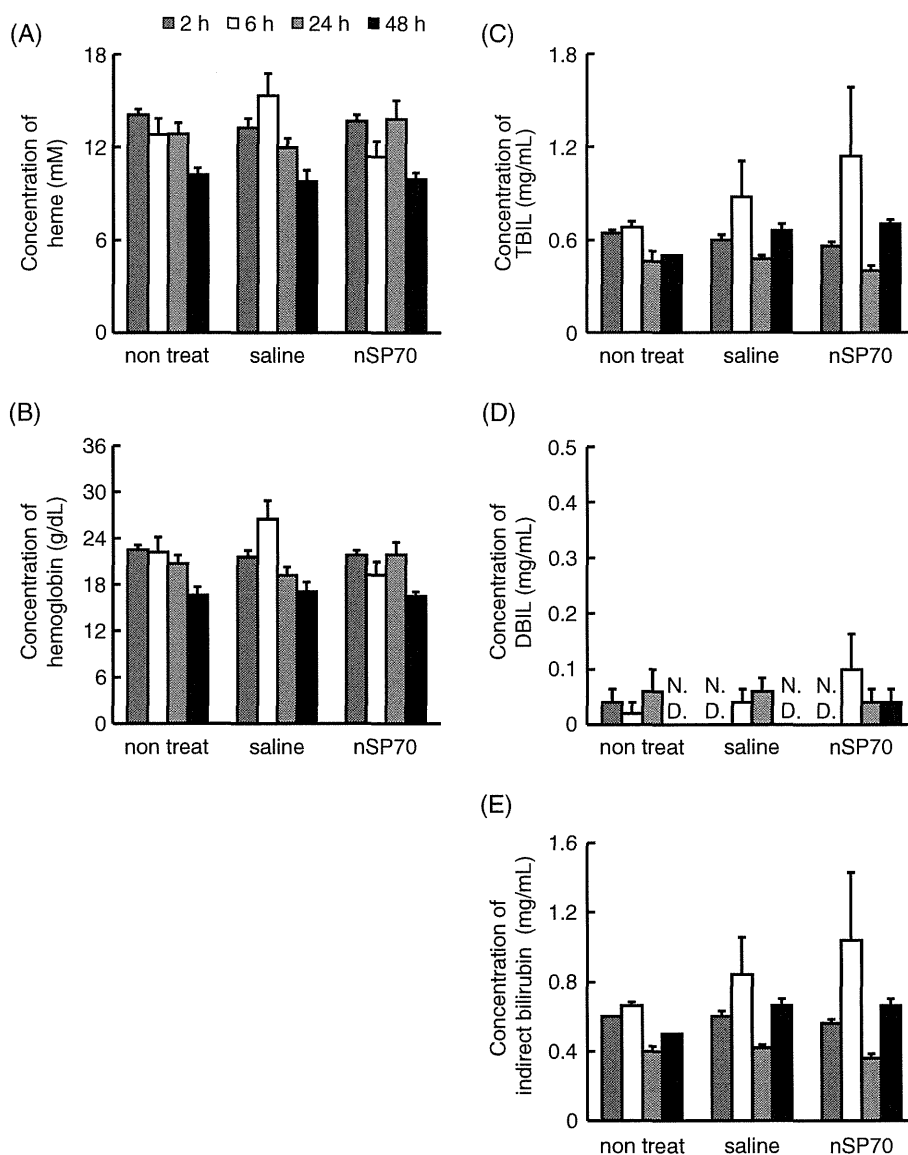 (A)
2 h 6 h 24 h 48 h
18
12
6
0
Concentration of
heme (mM)
non treat saline nSP70
(B)
36
30
24
18
12
6
0
Concentration of
hemoglobin (g/dL)
non treat saline nSP70
(C)
1.8
1.2
0.6
0
Concentration of
TBIL (mg/mL)
non treat saline nSP70
(D)
0.5
0.4
0.3
0.2
0.1
0
Concentration of
DBIL (mg/mL)
N. N. N. N.
D. D. D. D.
non treat saline nSP70
(E)
1.6
1.2
0.8
0.4
0
Concentration of
indirect bilirubin (mg/mL)
non treat saline nSP70